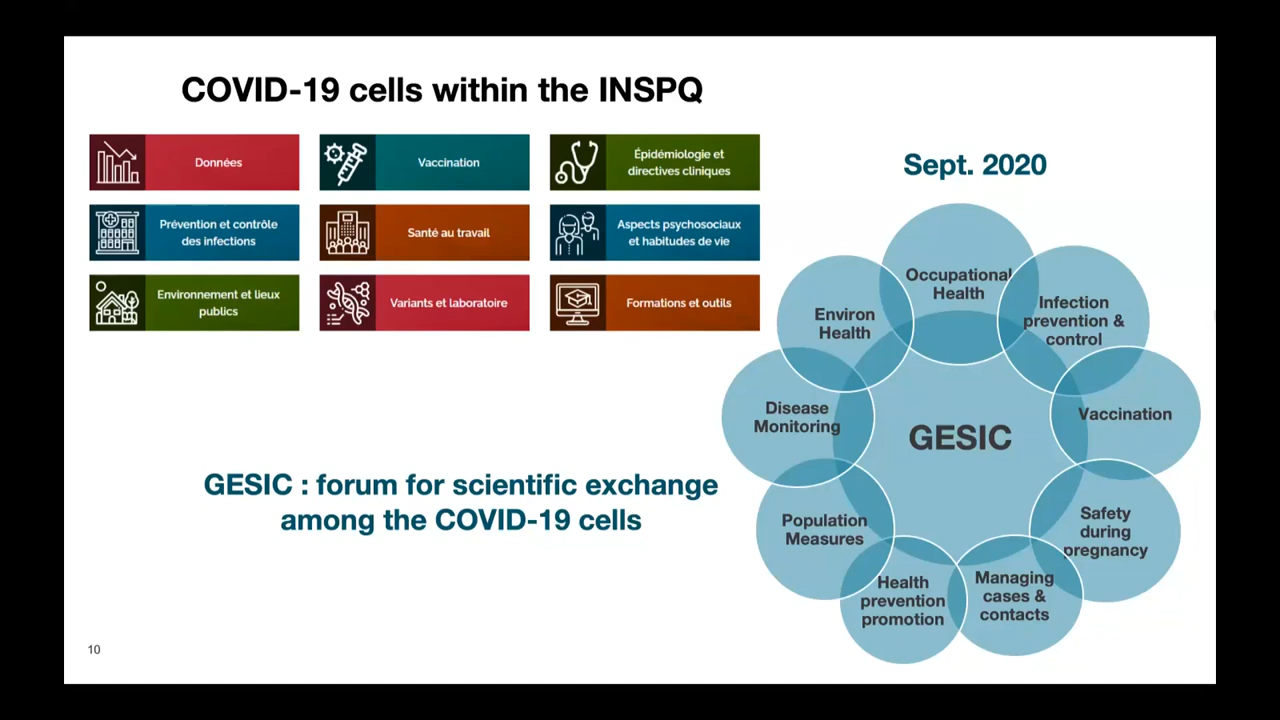 COVID-19 cells within the INSPQ
Données
Vaccination
Épidémiologie et
directives cliniques
Prévention et contrôle
des infections
Santé au travail
Aspects psychosociaux
et habitudes de vie
Environnement et lieux
publics
Variants et laboratoire
Formations et outils
Sept. 2020
Occupational
Health
Infection
prevention &
control
Vaccination
Safety
during
pregnancy
Managing
cases &
contacts
Health
prevention
promotion
Population
Measures
Disease
Monitoring
Environ
Health
GESIC
GESIC : forum for scientific exchange
among the COVID-19 cells
10